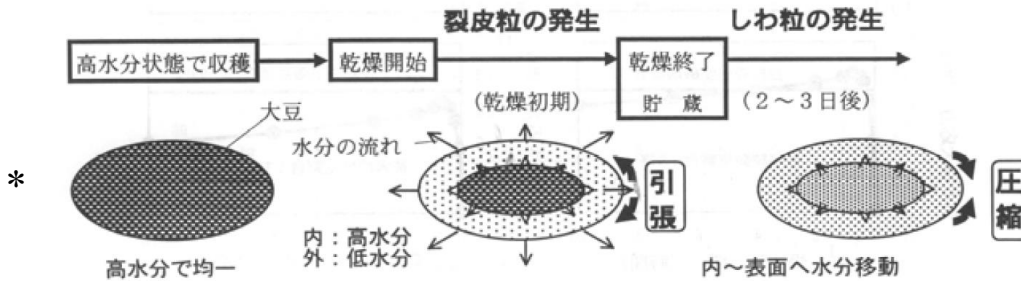 裂皮粒の発生
しわ粒の発生
高水分状態で収穫
乾燥開始
乾燥終了
貯 蔵
(乾燥初期)
(2~3日後)
大豆
水分の流れ
*
引張
圧縮
内:高水分
外:低水分
高水分で均一
内~表面へ水分移動